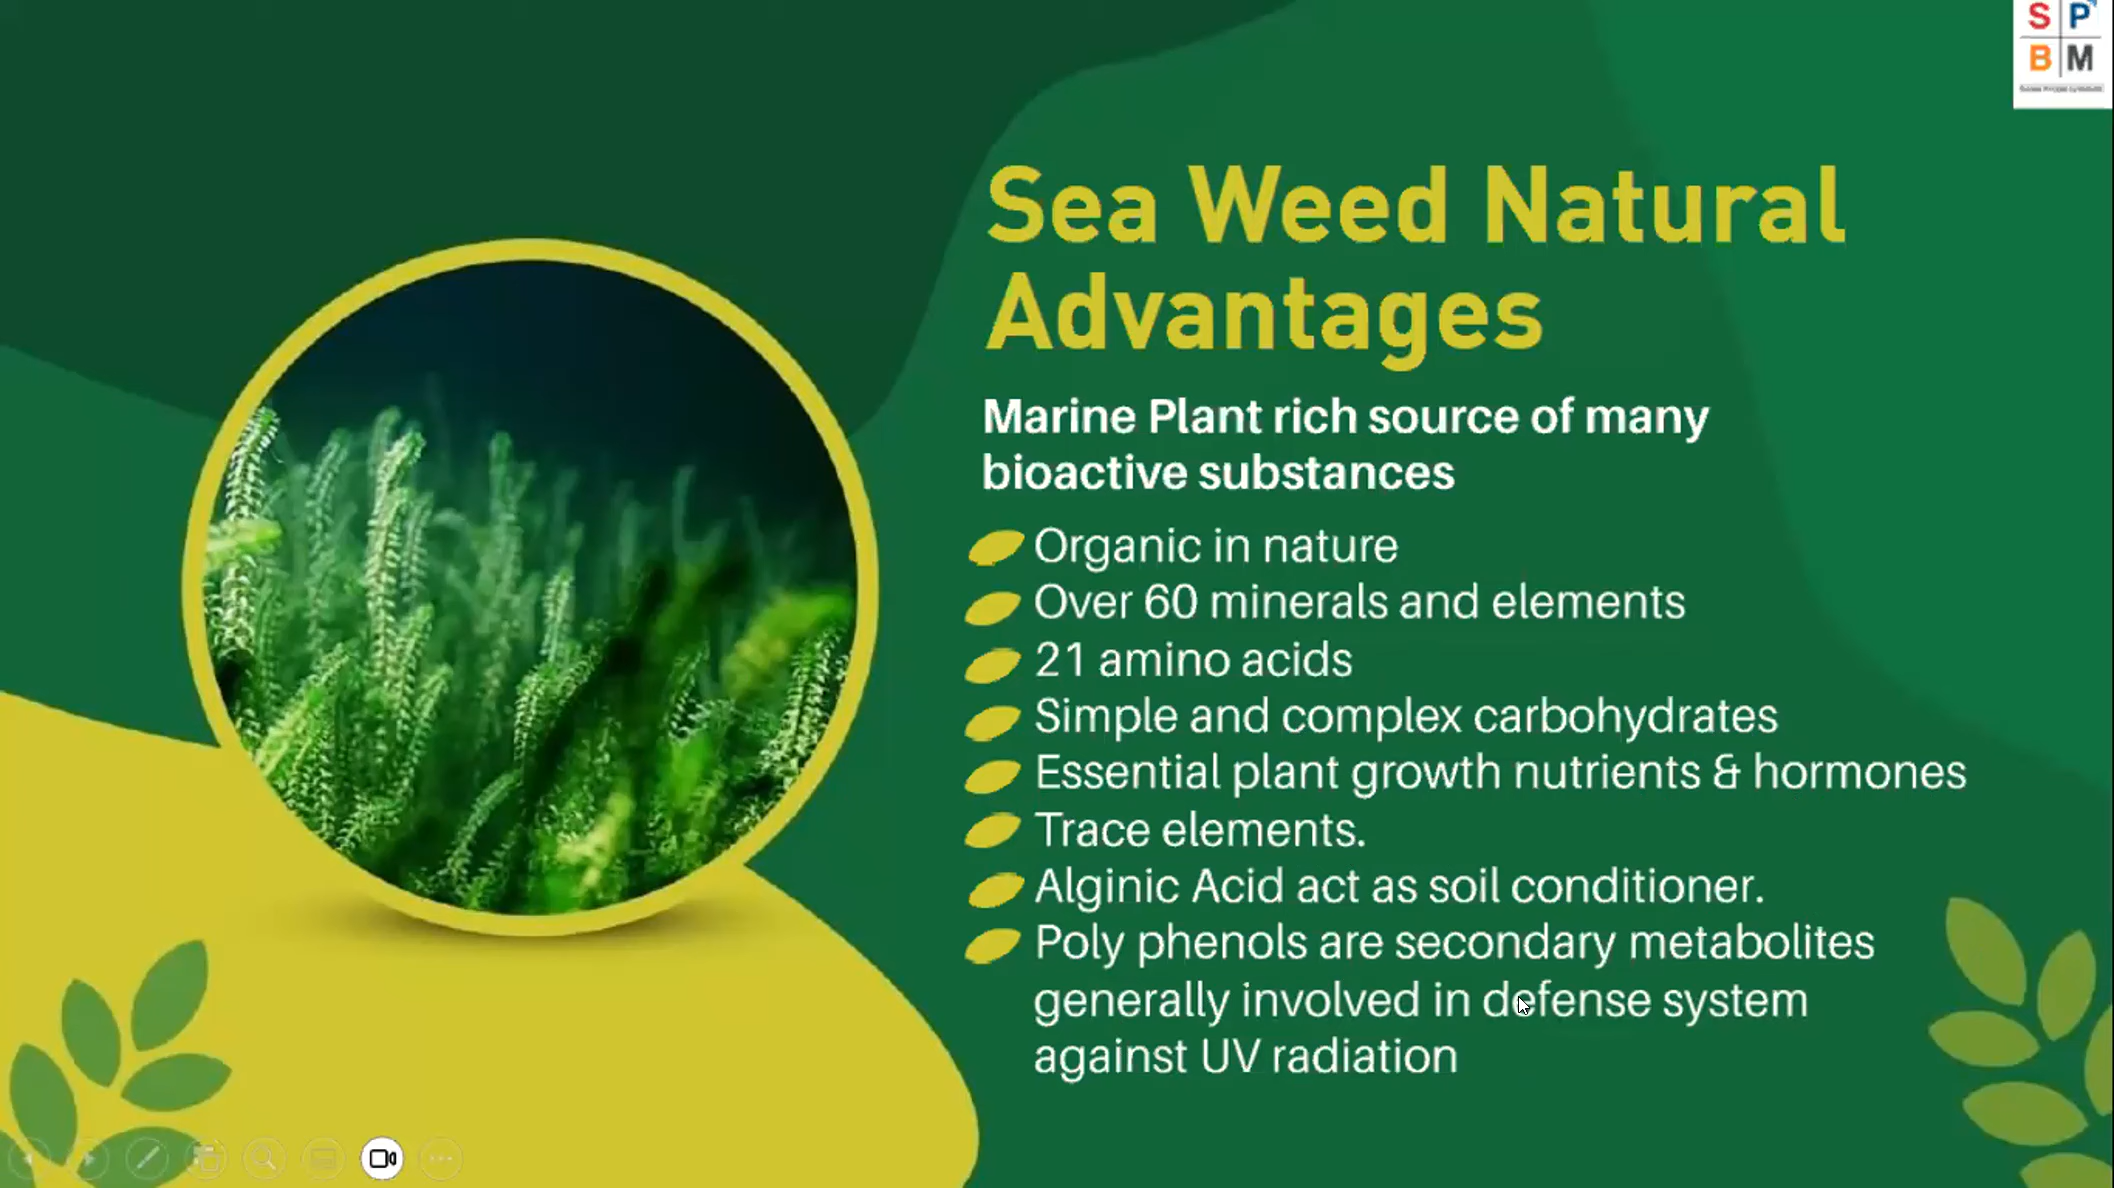 S P
B M
Sea Weed Natural
Advantages
Marine Plant rich source of many
bioactive substances
Organic in nature
Over 60 minerals and elements
21 amino acids
Simple and complex carbohydrates
Essential plant growth nutrients & hormones
Trace elements.
Alginic Acid act as soil conditioner.
Poly phenols are secondary metabolites
generally involved in defense system
against UV radiation